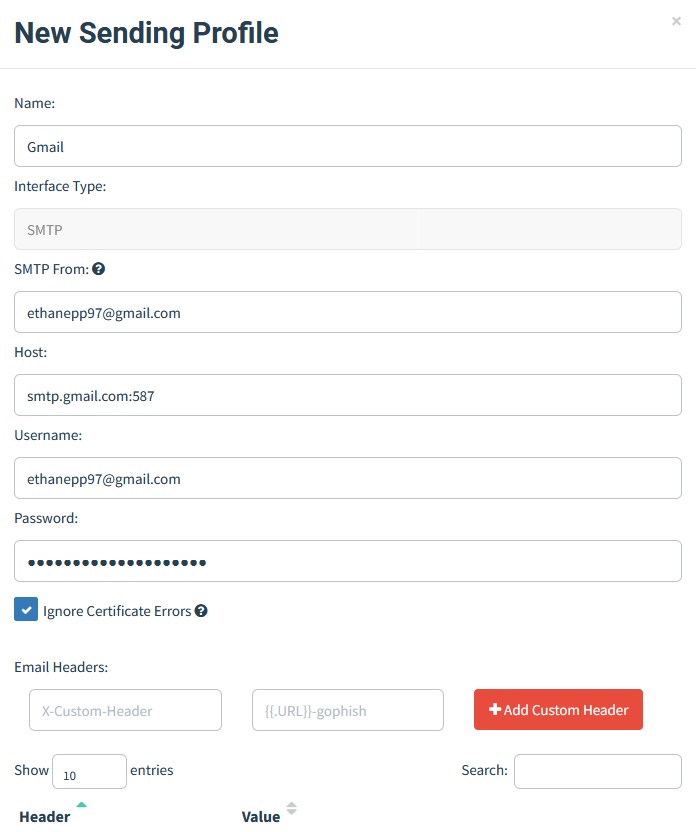 New Sending Profile
×
Name:
Gmail
Interface Type:
SMTP
SMTP From: ?
ethanepp97@gmail.com
Host:
smtp.gmail.com:587
Username:
ethanepp97@gmail.com
Password:
••••••••••••••••••••
Ignore Certificate Errors ?
Email Headers:
X-Custom-Header {{.URL}}-gophish + Add Custom Header
Show 10 entries Search:
Header Value